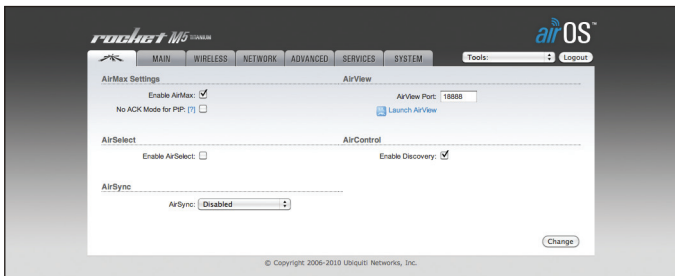 rocket M5 TITANIUM
airOS™
MAIN WIRELESS NETWORK ADVANCED SERVICES SYSTEM Tools: Logout
AirMax Settings
Enable AirMax:
No ACK Mode for PtP: [?]
AirView
AirView Port: 18888
Launch AirView
AirSelect
Enable AirSelect:
AirControl
Enable Discovery:
AirSync
AirSync: Disabled
Change
© Copyright 2006-2010 Ubiquiti Networks, Inc.